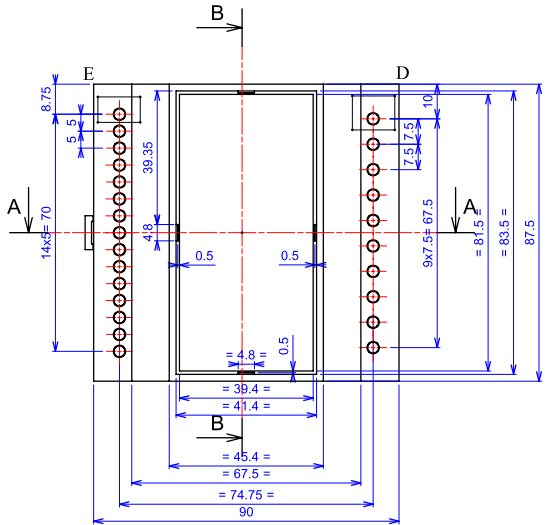 B
E
D
8.75
5
5
39.35
10
7.5
7.5
A
A
14x5= 70
4.8
0.5
0.5
9x7.5= 67.5
= 81.5 =
= 83.5 =
87.5
0.5
= 4.8 =
= 39.4 =
= 41.4 =
B
= 45.4 =
= 67.5 =
= 74.75 =
90